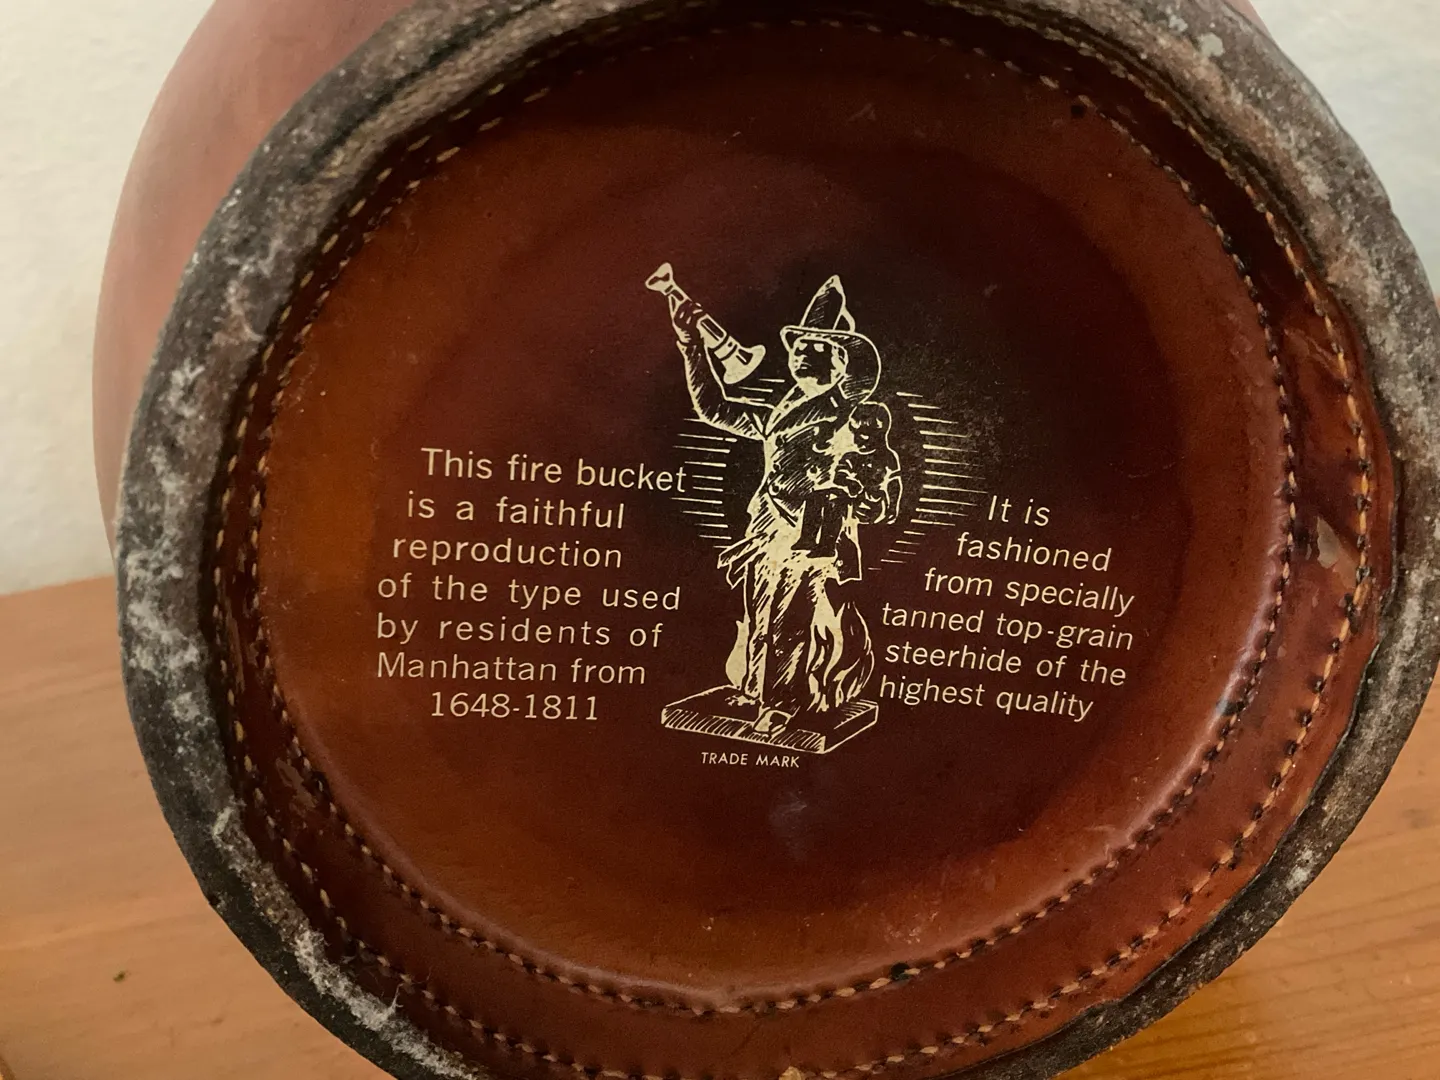 This fire bucket
is a faithful
reproduction
of the type used
by residents of
Manhattan from
1648-1811
It is
fashioned
from specially
tanned top-grain
steerhide of the
highest quality
TRADE MARK